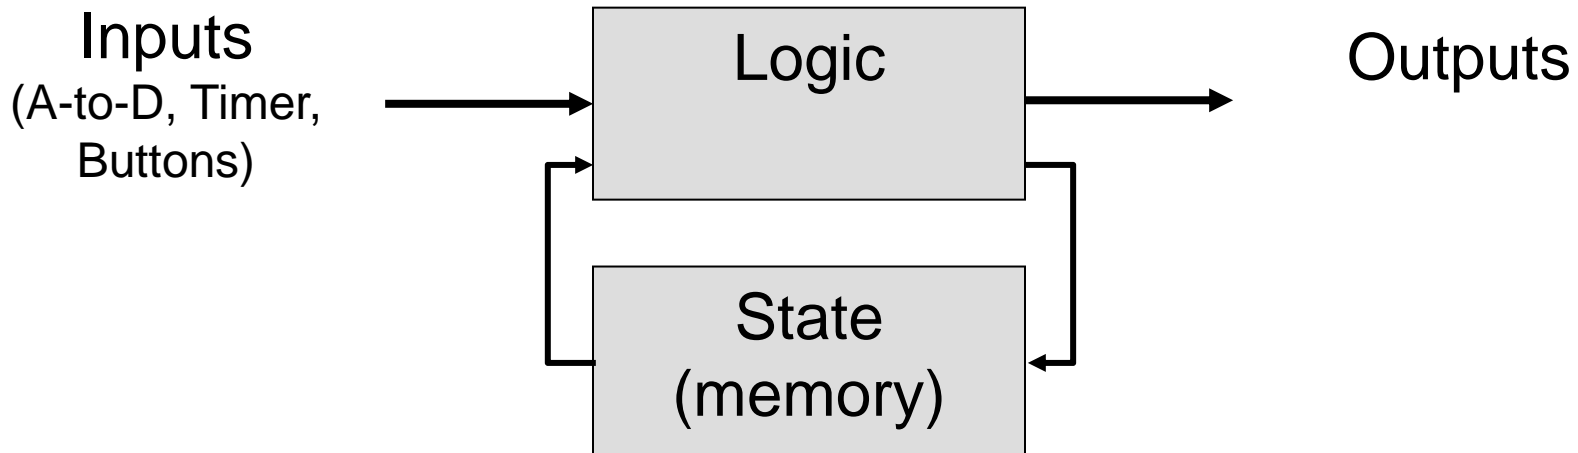 Inputs
(A-to-D, Timer,
Buttons)
Logic
Outputs
State
(memory)